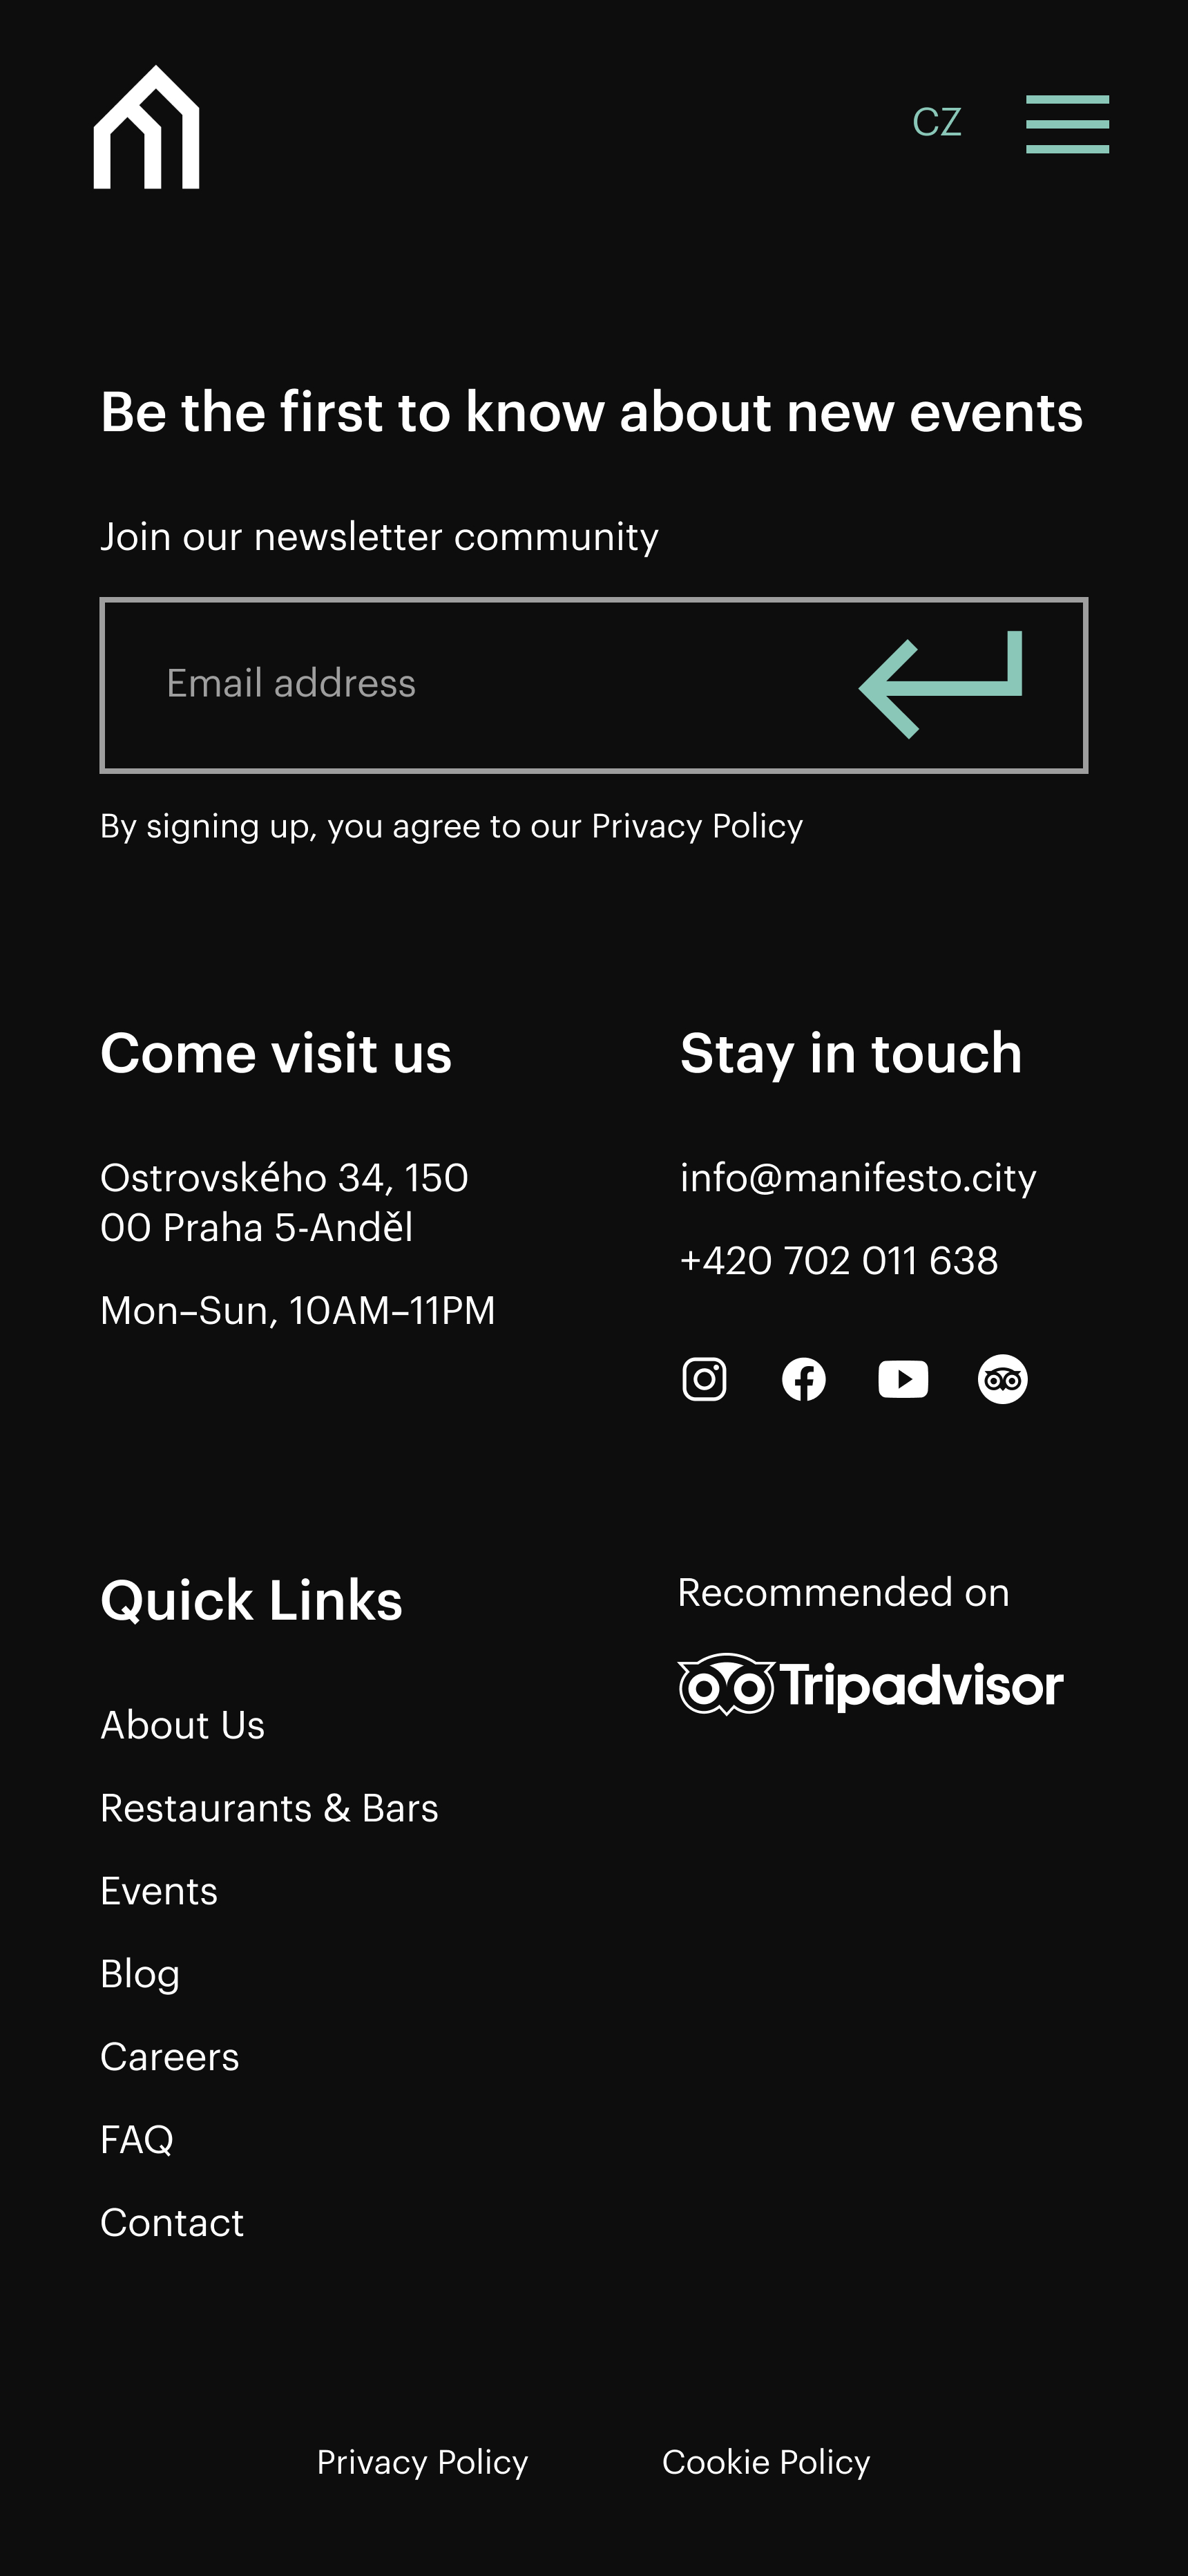 CZ
Be the first to know about new events
Join our newsletter community
Email address
By signing up, you agree to our Privacy Policy
Come visit us
Ostrovského 34, 150
00 Praha 5-Anděl
Mon–Sun, 10AM–11PM
Stay in touch
info@manifesto.city
+420 702 011 638
Quick Links
About Us
Restaurants & Bars
Events
Blog
Careers
FAQ
Contact
Recommended on
Tripadvisor
Privacy Policy
Cookie Policy